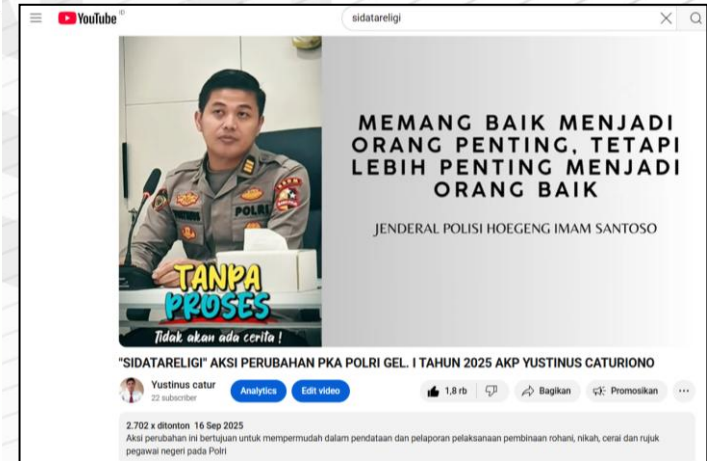 YouTube ID
sidatareligi
MEMANG BAIK MENJADI
ORANG PENTING, TETAPI
LEBIH PENTING MENJADI
ORANG BAIK
JENDERAL POLISI HOEGENG IMAM SANTOSO
POLRI
TANPA
PROSES
Tidak akan ada cerita !
"SIDATARELIGI" AKSI PERUBAHAN PKA POLRI GEL. I TAHUN 2025 AKP YUSTINUS CATURIONO
Yustinus catur
22 subscriber
Analytics
Edit video
1,8 rb
Bagikan
Promosikan
2.702 x ditonton 16 Sep 2025
Aksi perubahan ini bertujuan untuk mempermudah dalam pendataan dan pelaporan pelaksanaan pembinaan rohani, nikah, cerai dan rujuk
pegawai negeri pada Polri